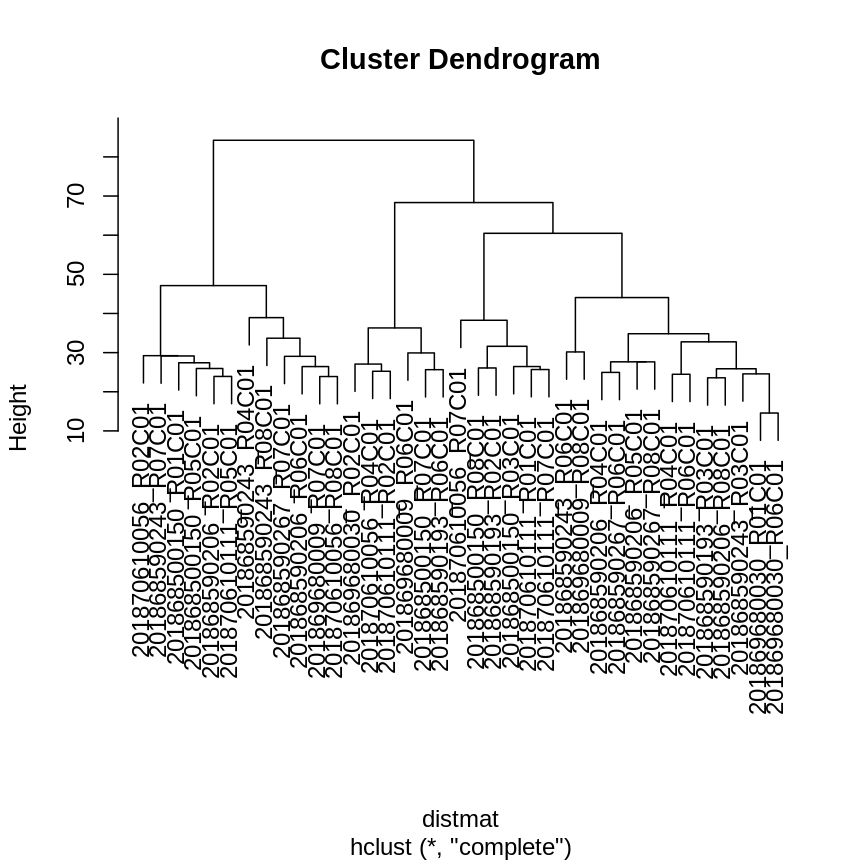 Cluster Dendrogram
Height
70
50
30
10
201870610056_R02C01
201868590243_R07C01
201868500150_R01C01
201868500150_R05C01
201868590206_R02C01
201870610111_R05C01
201868590243_R04C01
201868590243_R08C01
201868590267_R07C01
201868590206_R06C01
201869680009_R07C01
201870610056_R08C01
201869680030_R02C01
201870610056_R04C01
201870610111_R02C01
201869680009_R06C01
201868500150_R07C01
201868590193_R06C01
201870610056_R07C01
201868500150_R08C01
201868590193_R02C01
201868500150_R03C01
201870610111_R01C01
201870610111_R07C01
201868590243_R06C01
201869680009_R08C01
201868590206_R04C01
201868590267_R06C01
201868590206_R05C01
201868590267_R08C01
201870610111_R04C01
201870610111_R06C01
201868590193_R03C01
201868590206_R08C01
201868590243_R03C01
201869680030_R01C01
201869680030_R06C01
distmat
hclust (*, "complete")